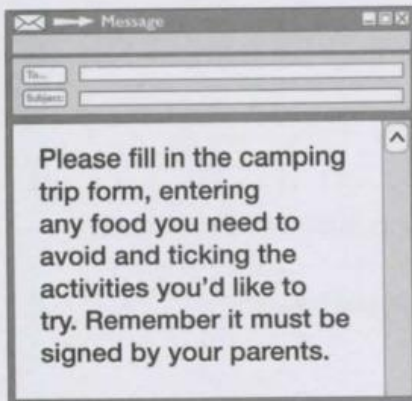 Message
To...
Subject:
Please fill in the camping
trip form, entering
any food you need to
avoid and ticking the
activities you'd like to
try. Remember it must be
signed by your parents.